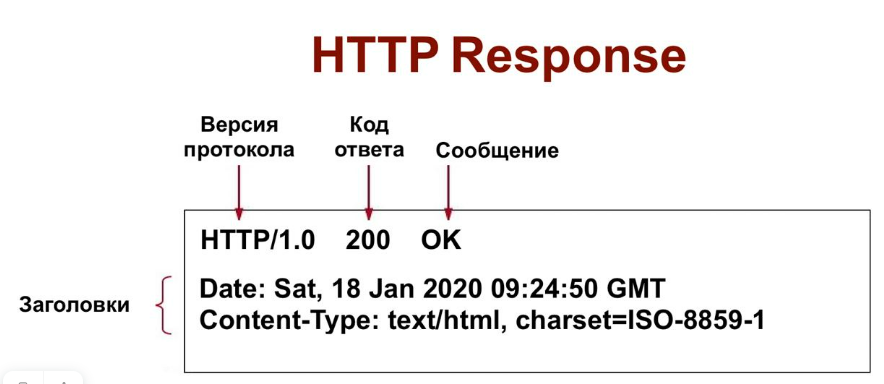 HTTP Response
Версия
протокола
Код
ответа
Сообщение
HTTP/1.0 200 OK
Заголовки
Date: Sat, 18 Jan 2020 09:24:50 GMT
Content-Type: text/html, charset=ISO-8859-1